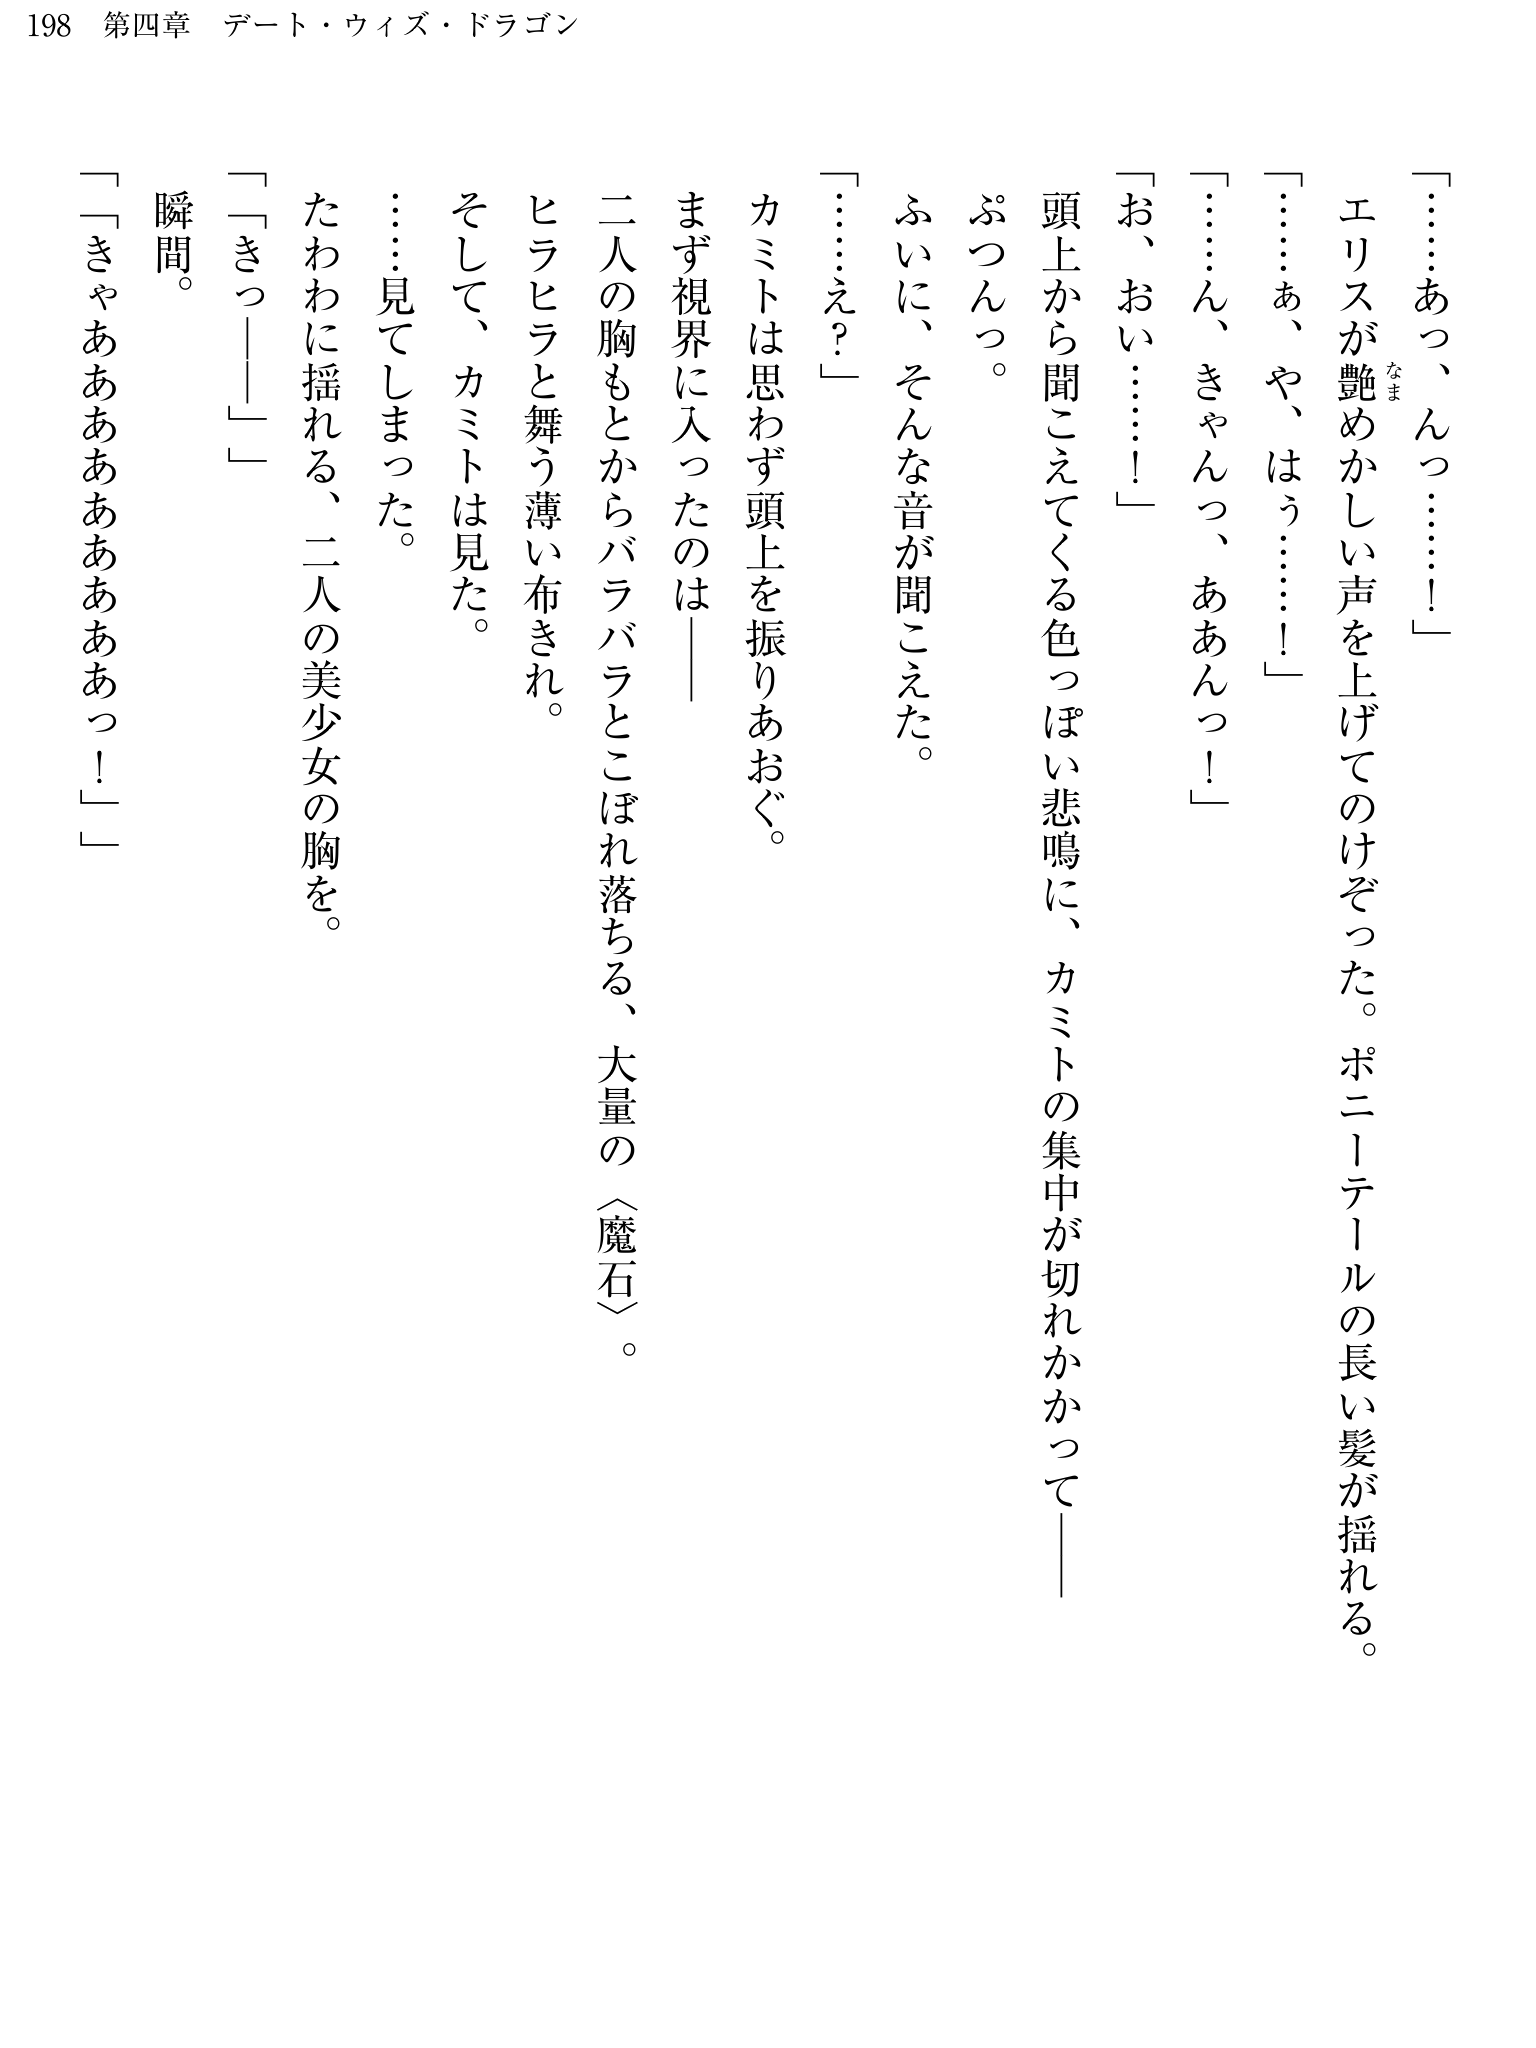 198　第四章　デート・ウィズ・ドラゴン
「……あっ、んっ……！」
エリスが艶めかしい声を上げてのけぞった。ポニーテールの長い髪が揺れる。
なま
「……ぁ、や、はぅ……！」
「……ん、きゃんっ、ああんっ！」
「お、おい……！」
頭上から聞こえてくる色っぽい悲鳴に、カミトの集中が切れかかって――
ぷつんっ。
ふいに、そんな音が聞こえた。
「……え？」
カミトは思わず頭上を振りあおぐ。
まず視界に入ったのは――
二人の胸もとからバラバラとこぼれ落ちる、大量の〈魔石〉。
ヒラヒラと舞う薄い布きれ。
そして、カミトは見た。
……見てしまった。
たわわに揺れる、二人の美少女の胸を。
「「きっ――」」
瞬間。
「「きゃあああああああああっ！」」